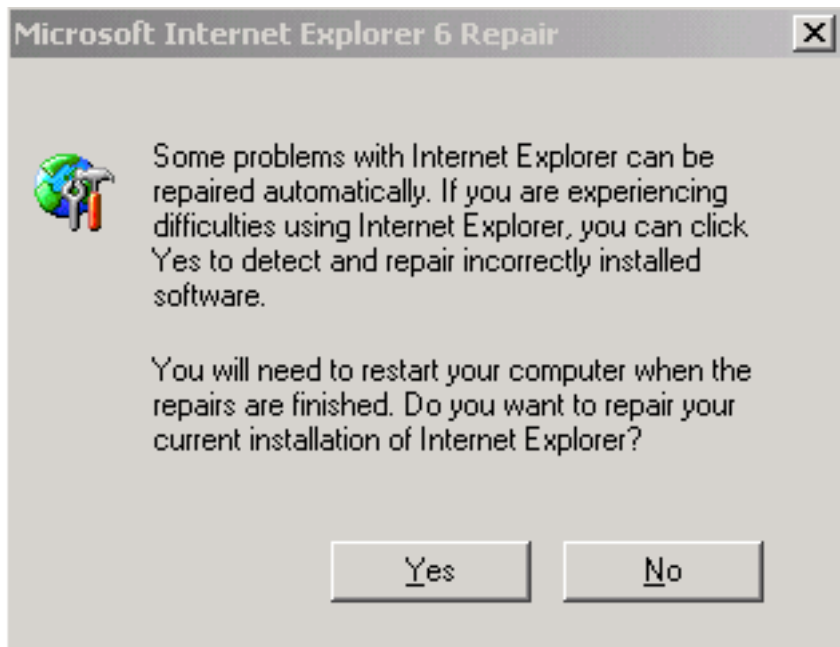 Microsoft Internet Explorer 6 Repair
Some problems with Internet Explorer can be
repaired automatically. If you are experiencing
difficulties using Internet Explorer, you can click
Yes to detect and repair incorrectly installed
software.
You will need to restart your computer when the
repairs are finished. Do you want to repair your
current installation of Internet Explorer?
Yes
No